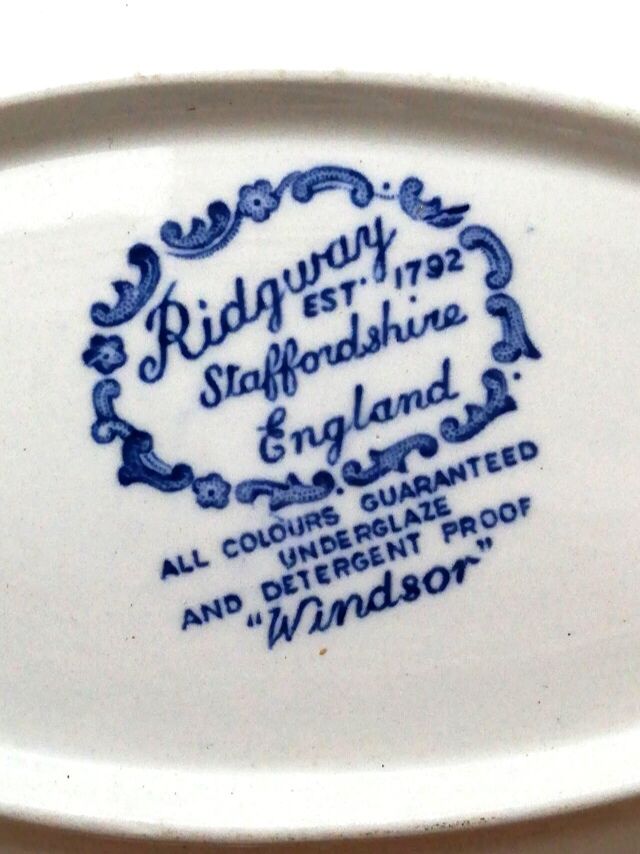 Ridgway
EST. 1792
Staffordshire
England
ALL COLOURS GUARANTEED
UNDERGLAZE
AND DETERGENT PROOF
"Windsor"